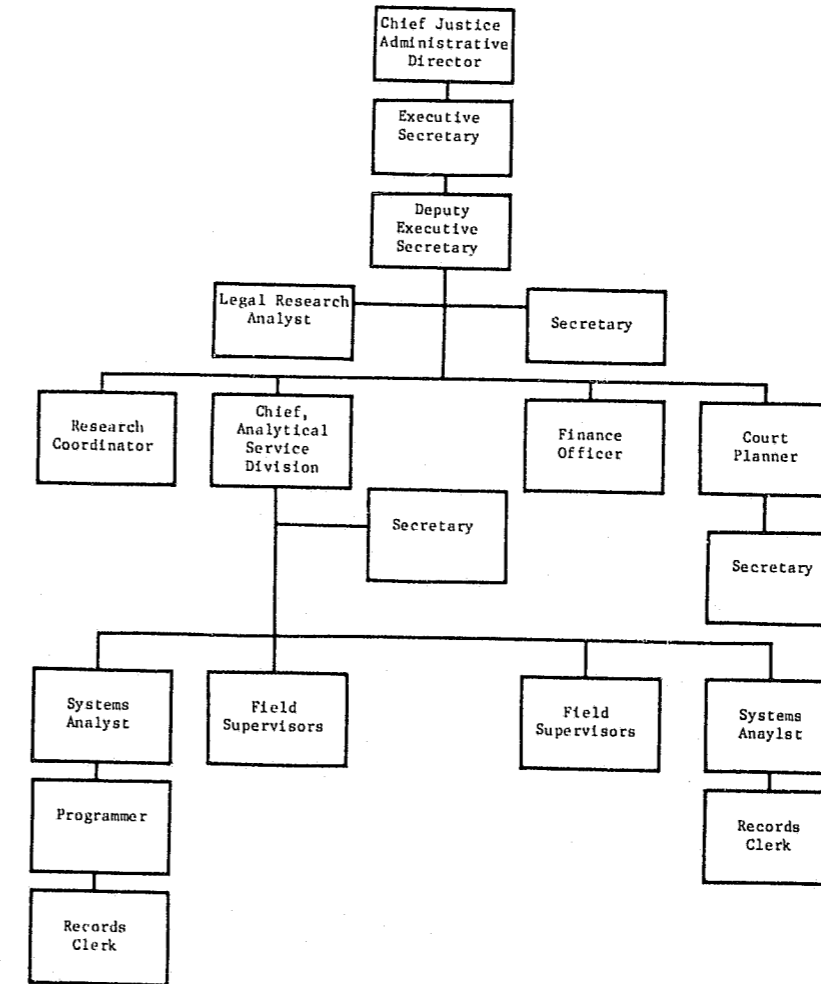 Chief Justice
Administrative
Director
Executive
Secretary
Deputy
Executive
Secretary
Legal Research
Analyst
Secretary
Research
Coordinator
Chief,
Analytical
Service
Division
Finance
Officer
Court
Planner
Secretary
Secretary
Systems
Analyst
Field
Supervisors
Field
Supervisors
Systems
Anaylst
Programmer
Records
Clerk
Records
Clerk